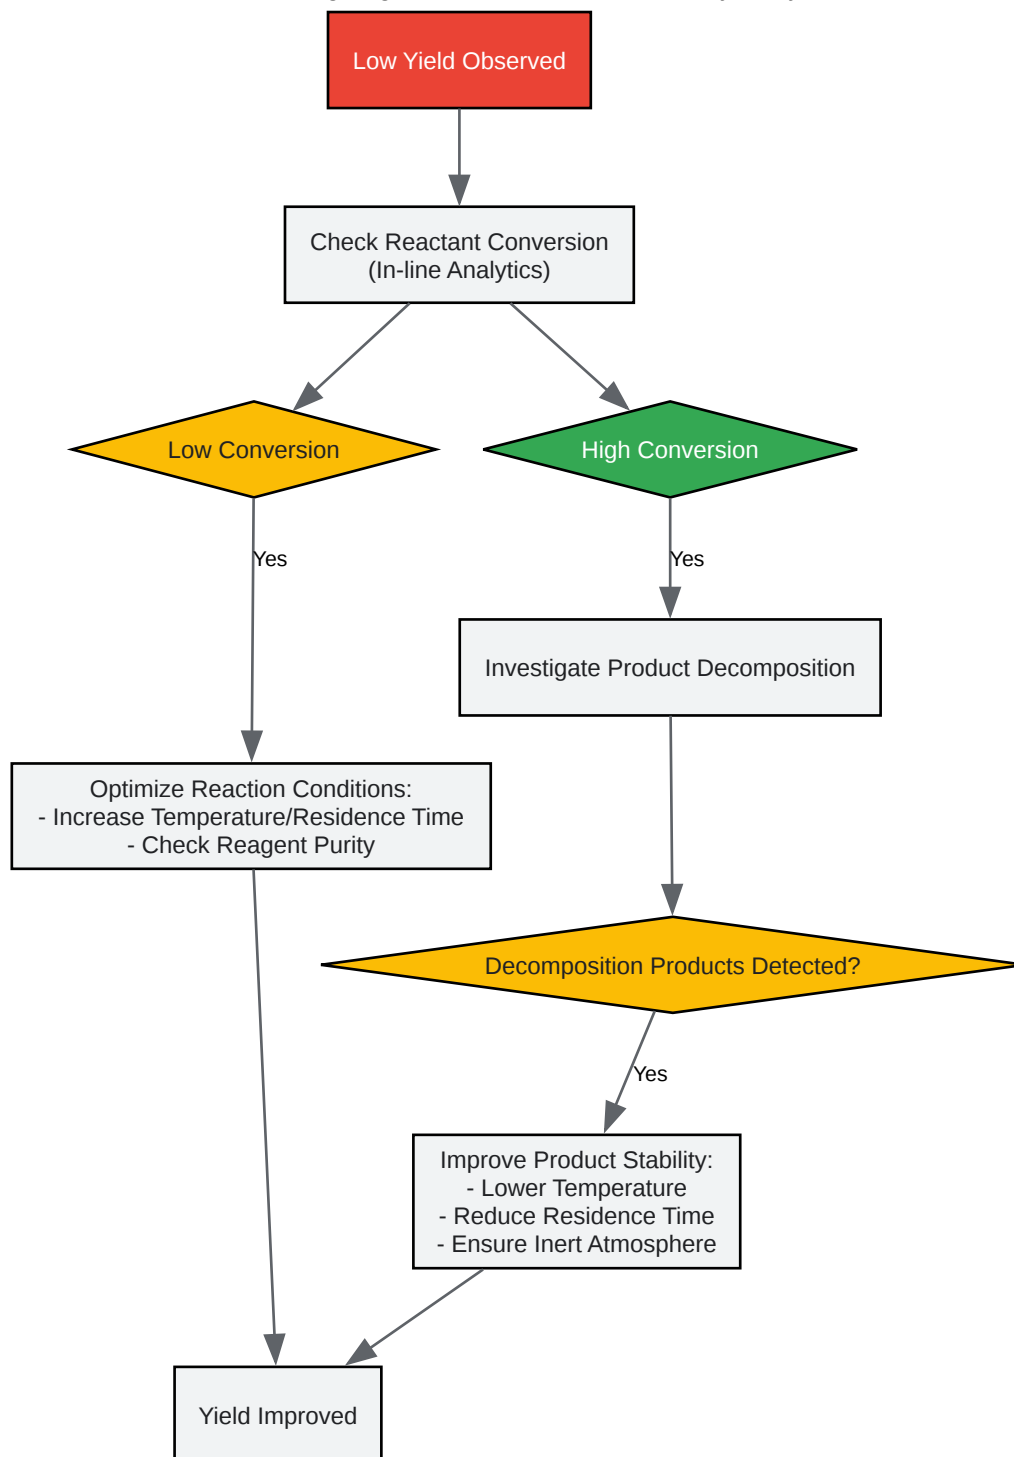 Low Yield Observed
Check Reactant Conversion
(In-line Analytics)
Low Conversion
High Conversion
Yes
Yes
Investigate Product Decomposition
Optimize Reaction Conditions:
- Increase Temperature/Residence Time
- Check Reagent Purity
Decomposition Products Detected?
Yes
Improve Product Stability:
- Lower Temperature
- Reduce Residence Time
- Ensure Inert Atmosphere
Yield Improved